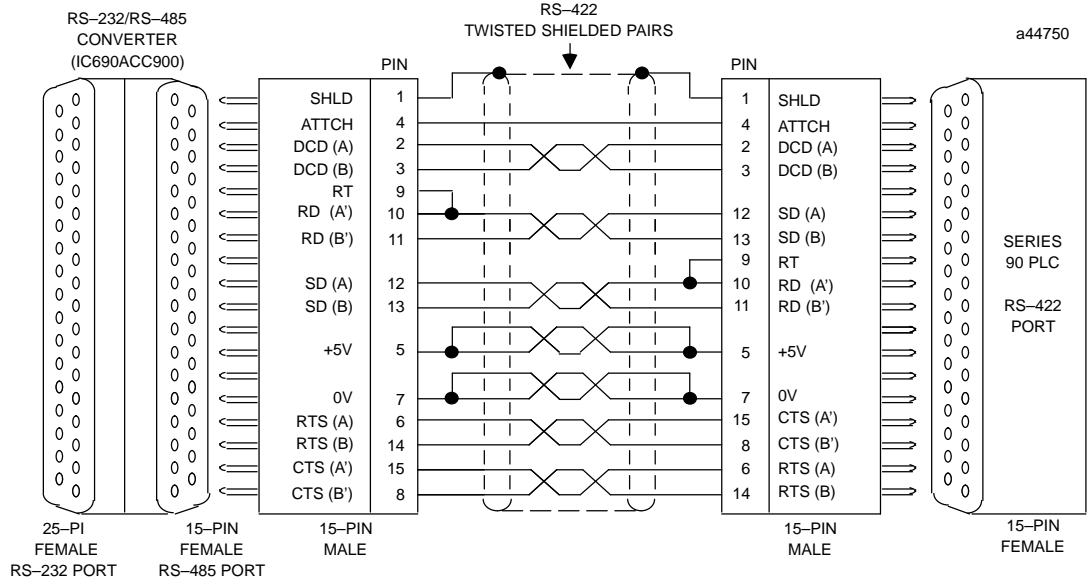 RS–232/RS–485
CONVERTER
(IC690ACC900)
RS–422
TWISTED SHIELDED PAIRS
a44750
PIN
PIN
SHLD 1
1 SHLD
ATTCH 4
4 ATTCH
DCD (A) 2
2 DCD (A)
DCD (B) 3
3 DCD (B)
RT 9
RD (A') 10
12 SD (A)
RD (B') 11
13 SD (B)
9 RT
SD (A) 12
10 RD (A')
SD (B) 13
11 RD (B')
+5V 5
5 +5V
0V 7
7 0V
RTS (A) 6
15 CTS (A')
RTS (B) 14
8 CTS (B')
CTS (A') 15
6 RTS (A)
CTS (B') 8
14 RTS (B)
SERIES
90 PLC
RS–422
PORT
25–PI
FEMALE
RS–232 PORT
15–PIN
FEMALE
RS–485 PORT
15–PIN
MALE
15–PIN
MALE
15–PIN
FEMALE